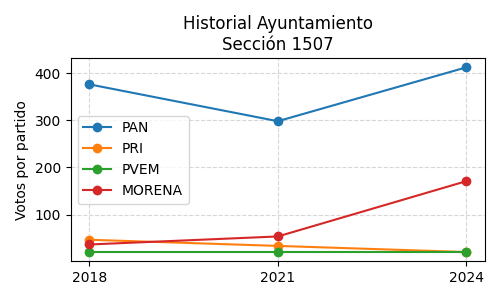 Historial Ayuntamiento
Sección 1507
Votos por partido
400
300
200
100
PAN
PRI
PVEM
MORENA
2018 2021 2024